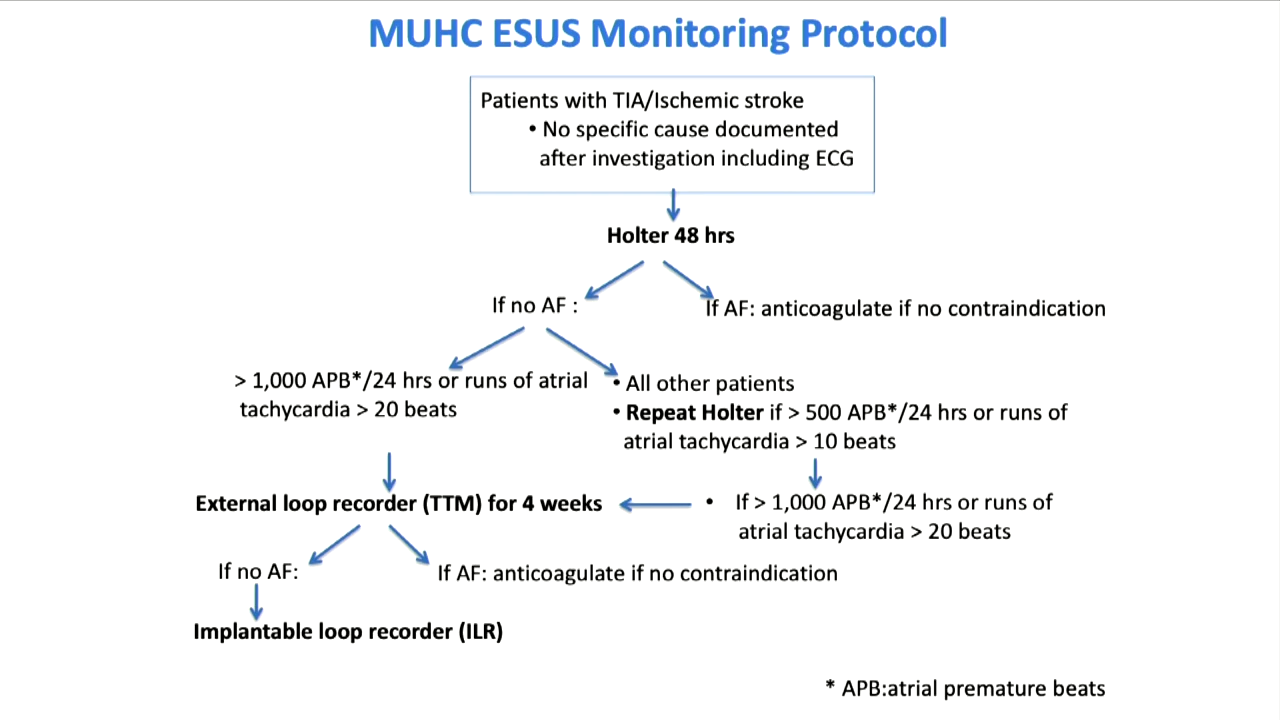 MUHC ESUS Monitoring Protocol
Patients with TIA/Ischemic stroke
• No specific cause documented
after investigation including ECG
Holter 48 hrs
If no AF :
If AF: anticoagulate if no contraindication
> 1,000 APB*/24 hrs or runs of atrial
tachycardia > 20 beats
• All other patients
• Repeat Holter if > 500 APB*/24 hrs or runs of
atrial tachycardia > 10 beats
External loop recorder (TTM) for 4 weeks
• If > 1,000 APB*/24 hrs or runs of
atrial tachycardia > 20 beats
If no AF:
If AF: anticoagulate if no contraindication
Implantable loop recorder (ILR)
* APB:atrial premature beats